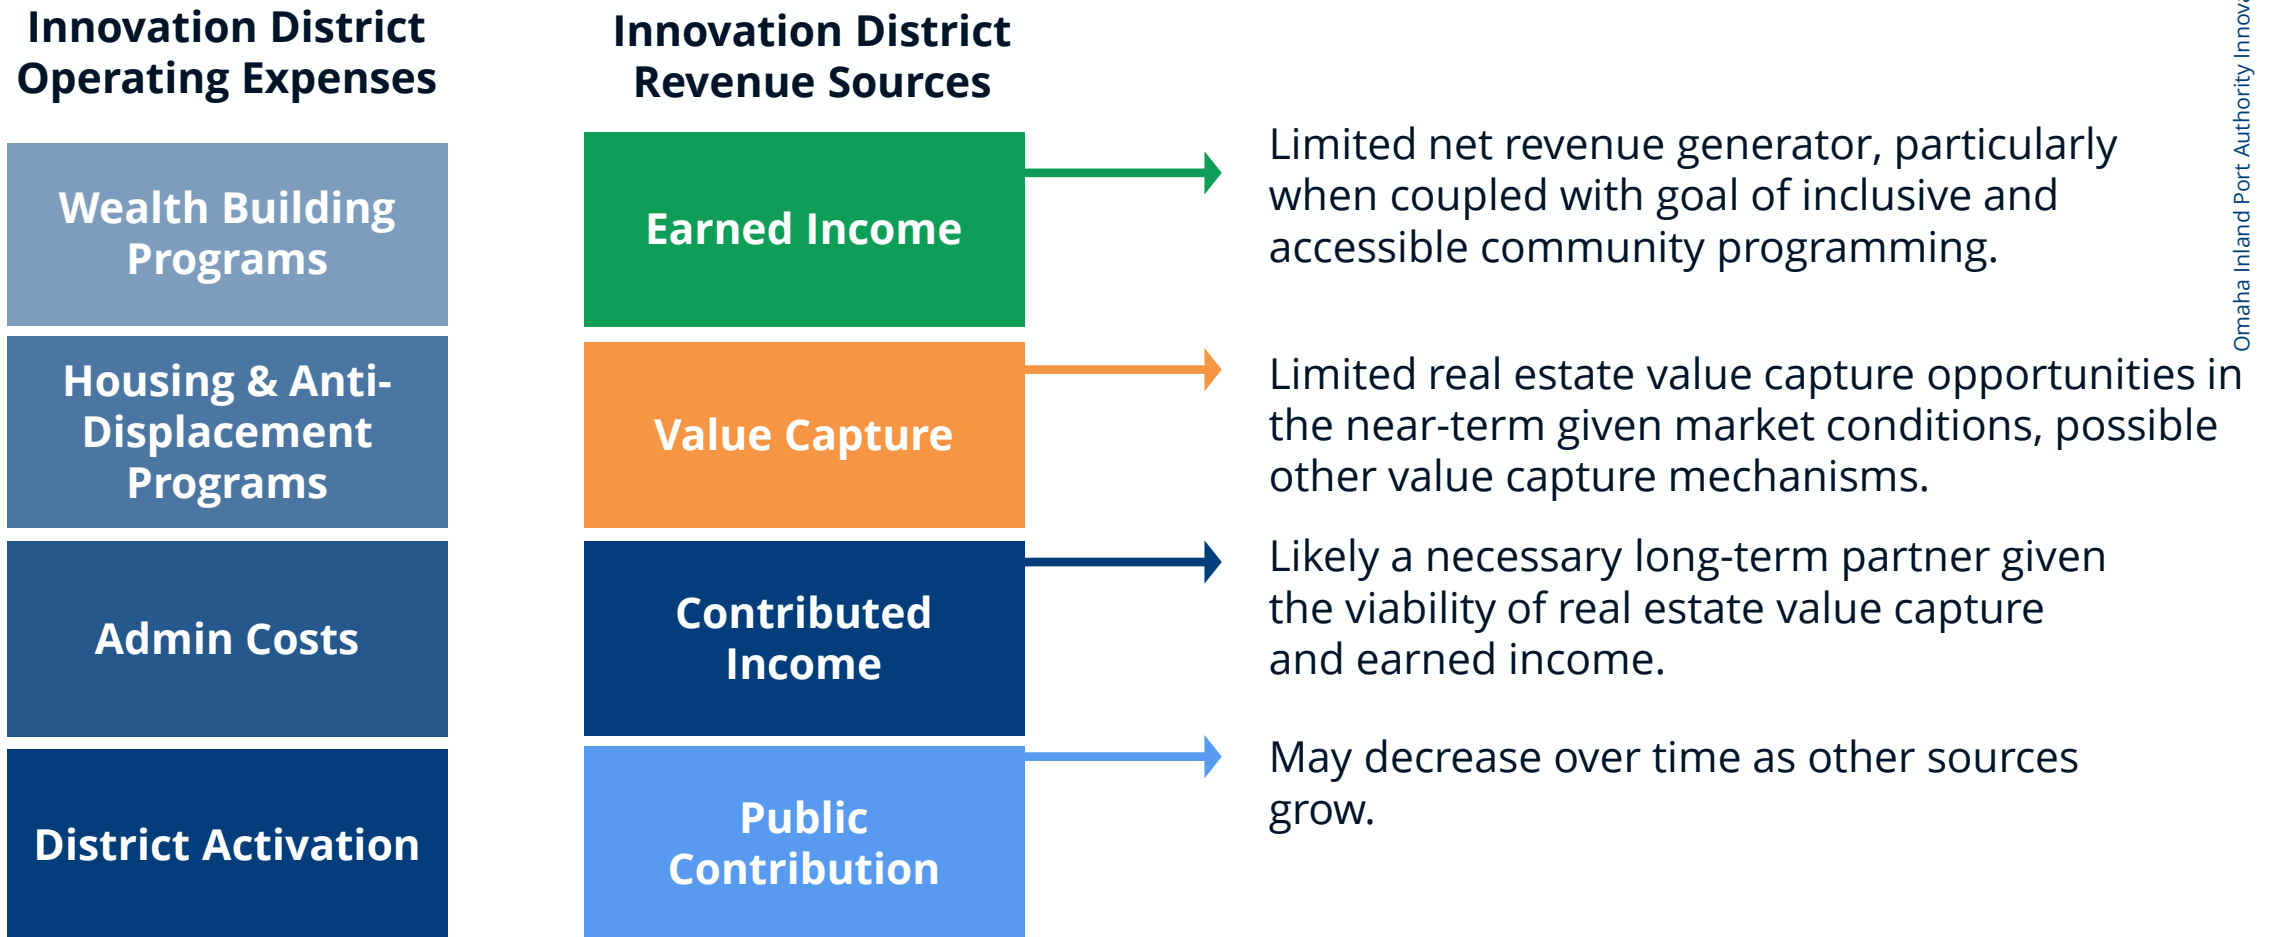 Innovation District
Operating Expenses
Wealth Building
Programs
Housing & Anti-
Displacement
Programs
Admin Costs
District Activation
Innovation District
Revenue Sources
Earned Income
Limited net revenue generator, particularly
when coupled with goal of inclusive and
accessible community programming.
Value Capture
Limited real estate value capture opportunities in
the near-term given market conditions, possible
other value capture mechanisms.
Contributed
Income
Likely a necessary long-term partner given
the viability of real estate value capture
and earned income.
Public
Contribution
May decrease over time as other sources
grow.
Omaha Inland Port Authority